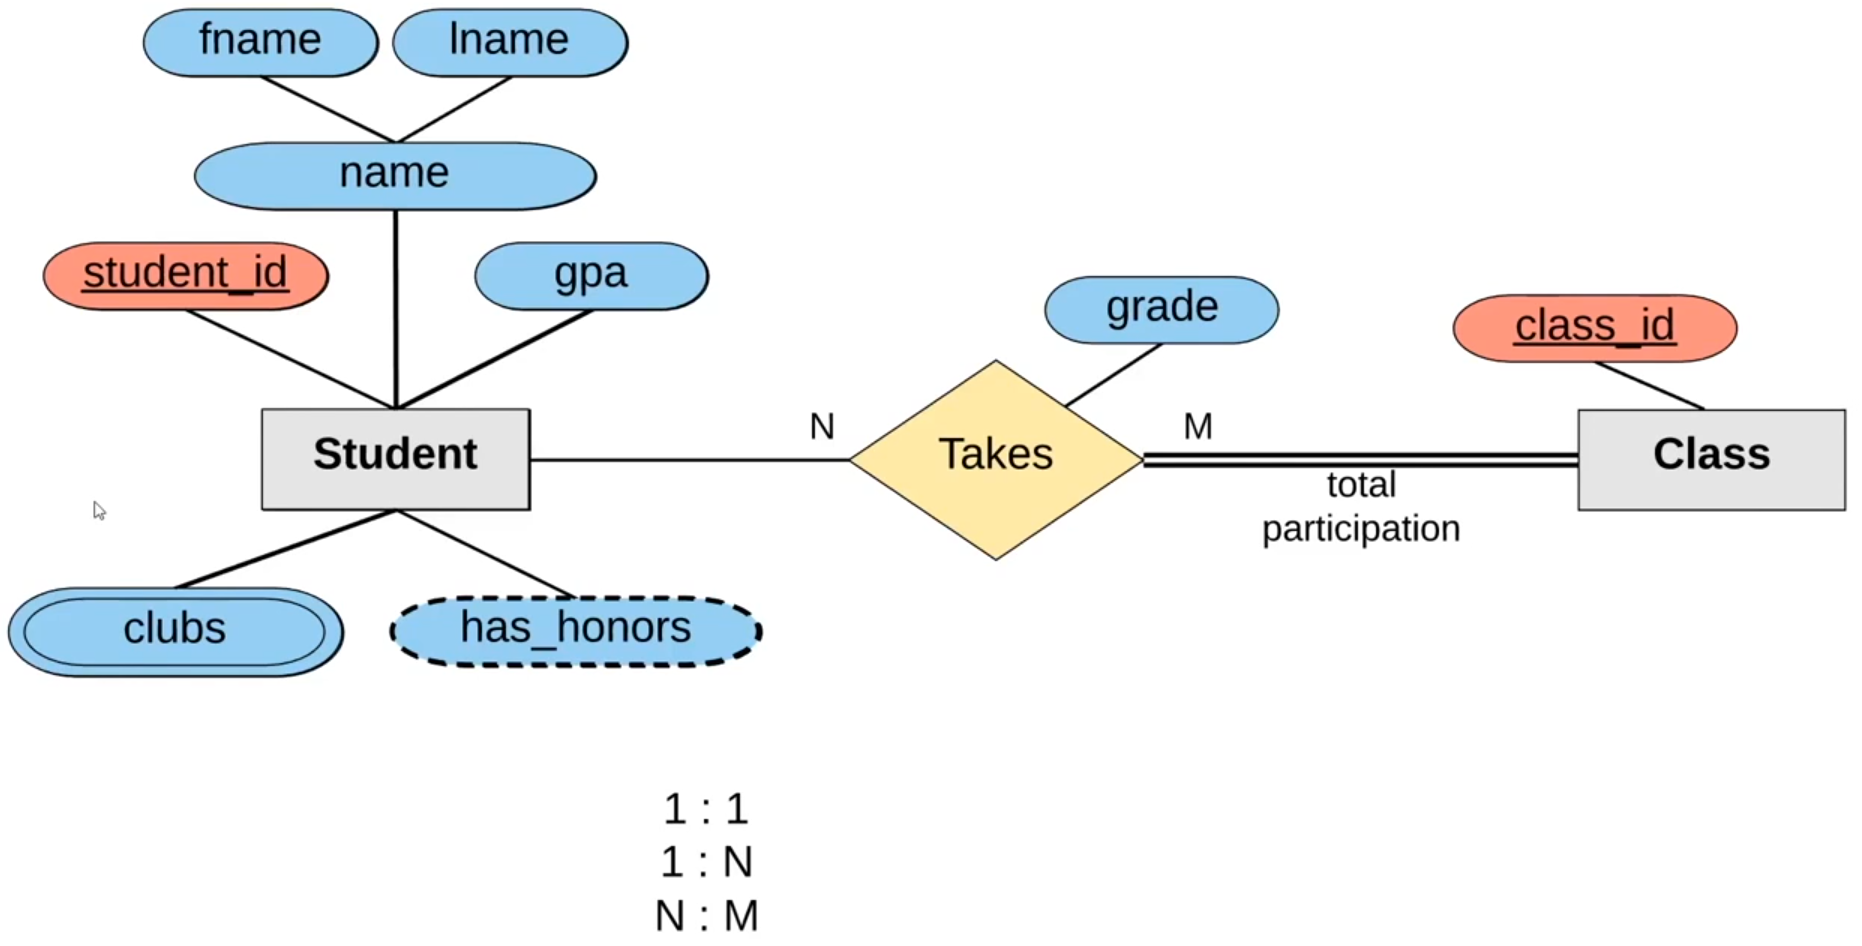 fname
lname
name
student_id
gpa
grade
class_id
Student
N
Takes
M
Class
total
participation
clubs
has_honors
1 : 1
1 : N
N : M